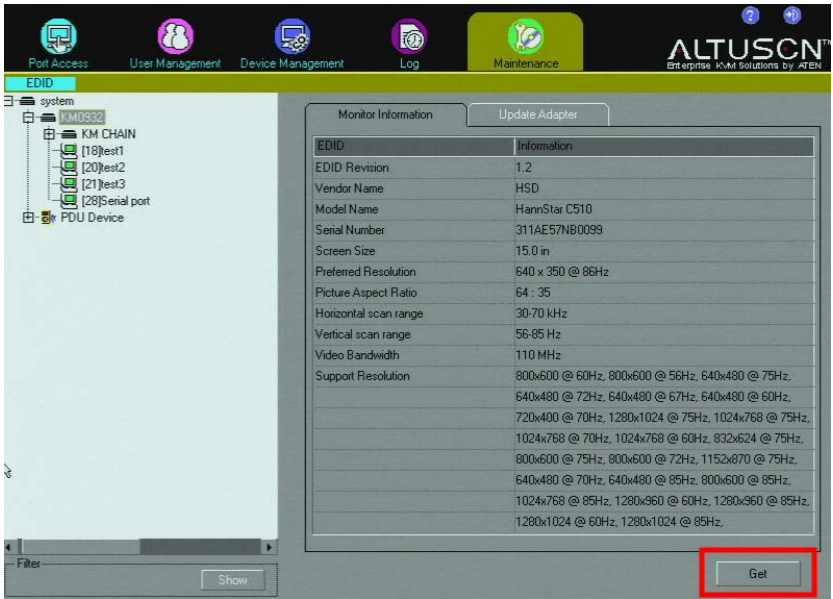 Port Access User Management Device Management Log Maintenance
ALTUSCN™
Enterprise KVM Solutions by ATEN
EDID
system
KM0932
KM CHAIN
[18]test1
[20]test2
[21]test3
[28]Serial port
PDU Device
Filter
Show
Monitor Information Update Adapter
EDID Information
EDID Revision 1.2
Vendor Name HSD
Model Name HannStar C510
Serial Number 311AE57NB0099
Screen Size 15.0 in
Preferred Resolution 640 x 350 @ 86Hz
Picture Aspect Ratio 64 : 35
Horizontal scan range 30-70 kHz
Vertical scan range 56-85 Hz
Video Bandwidth 110 MHz
Support Resolution 800x600 @ 60Hz, 800x600 @ 56Hz, 640x480 @ 75Hz,
640x480 @ 72Hz, 640x480 @ 67Hz, 640x480 @ 60Hz,
720x400 @ 70Hz, 1280x1024 @ 75Hz, 1024x768 @ 75Hz,
1024x768 @ 70Hz, 1024x768 @ 60Hz, 832x624 @ 75Hz,
800x600 @ 75Hz, 800x600 @ 72Hz, 1152x870 @ 75Hz,
640x480 @ 70Hz, 640x480 @ 85Hz, 800x600 @ 85Hz,
1024x768 @ 85Hz, 1280x960 @ 60Hz, 1280x960 @ 85Hz,
1280x1024 @ 60Hz, 1280x1024 @ 85Hz,
Get